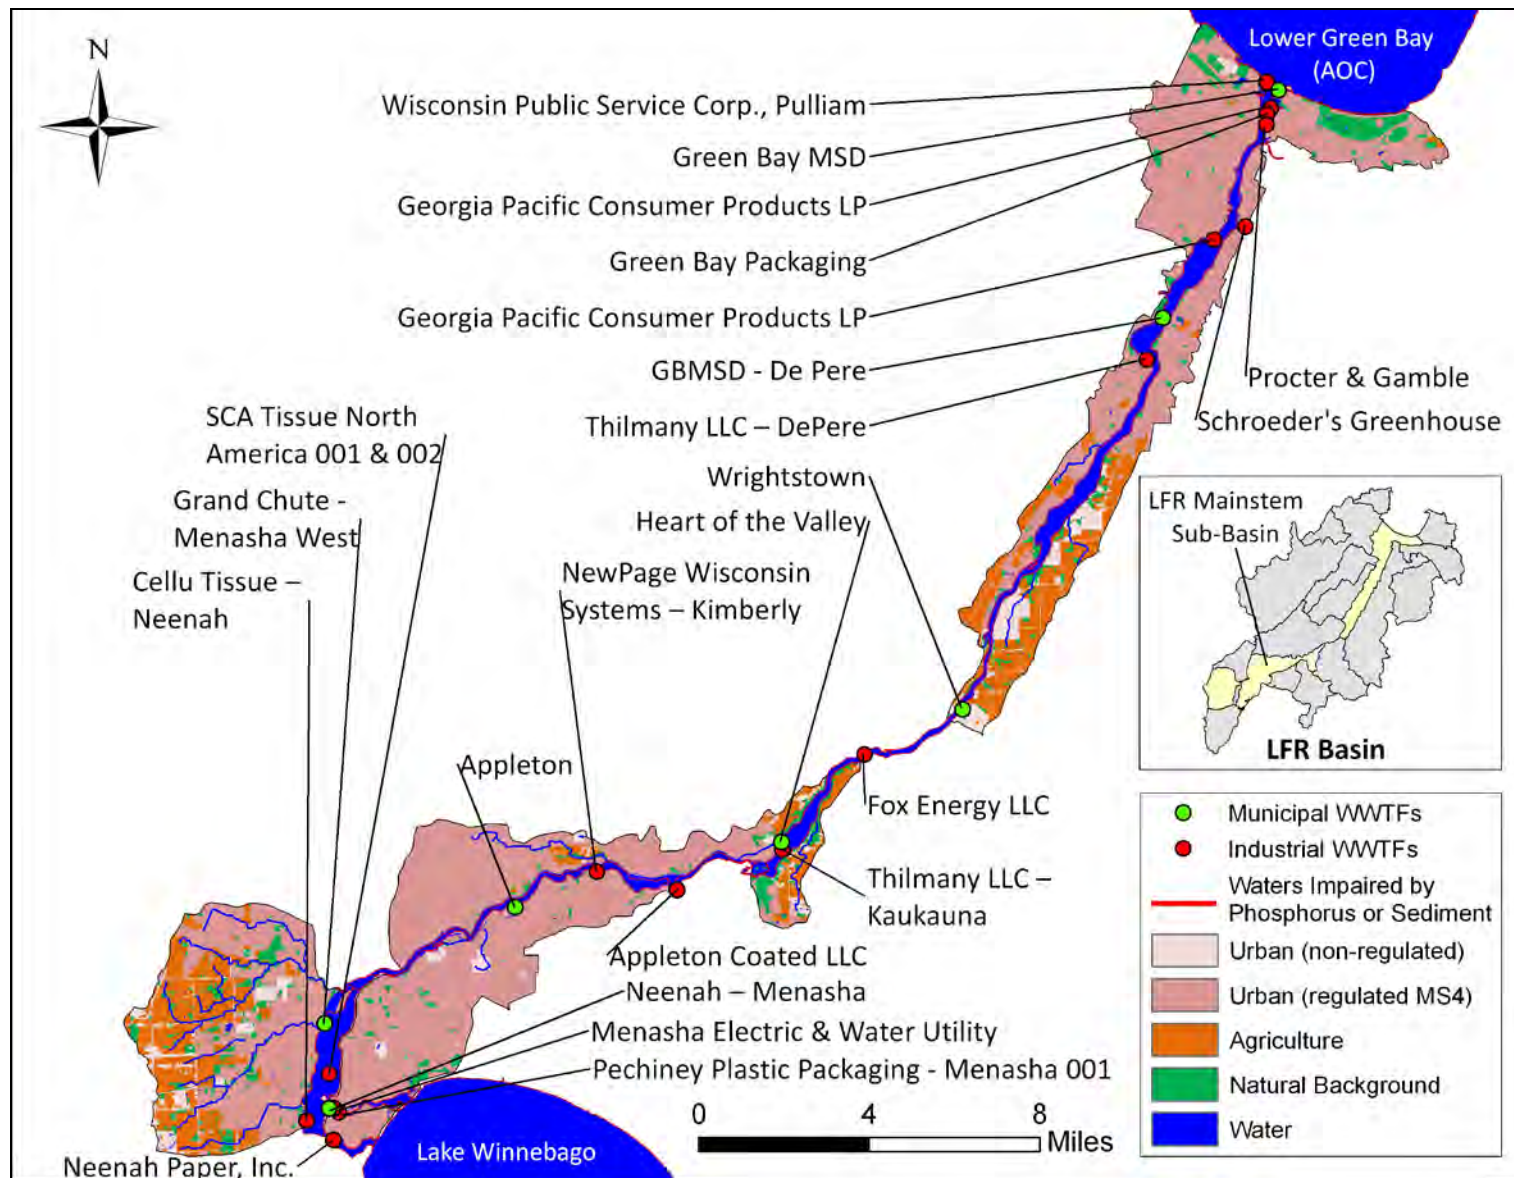 N
Lower Green Bay
(AOC)
Wisconsin Public Service Corp., Pulliam
Green Bay MSD
Georgia Pacific Consumer Products LP
Green Bay Packaging
Georgia Pacific Consumer Products LP
GBMSD - De Pere
Thilmany LLC – DePere
Procter & Gamble
Schroeder's Greenhouse
Wrightstown
Heart of the Valley
SCA Tissue North
America 001 & 002
Grand Chute -
Menasha West
Cellu Tissue –
Neenah
NewPage Wisconsin
Systems – Kimberly
Appleton
Fox Energy LLC
Thilmany LLC –
Kaukauna
Appleton Coated LLC
Neenah – Menasha
Menasha Electric & Water Utility
Pechiney Plastic Packaging - Menasha 001
Neenah Paper, Inc.
Lake Winnebago
0 4 8
Miles
LFR Mainstem
Sub-Basin
LFR Basin
Municipal WWTFs
Industrial WWTFs
Waters Impaired by
Phosphorus or Sediment
Urban (non-regulated)
Urban (regulated MS4)
Agriculture
Natural Background
Water